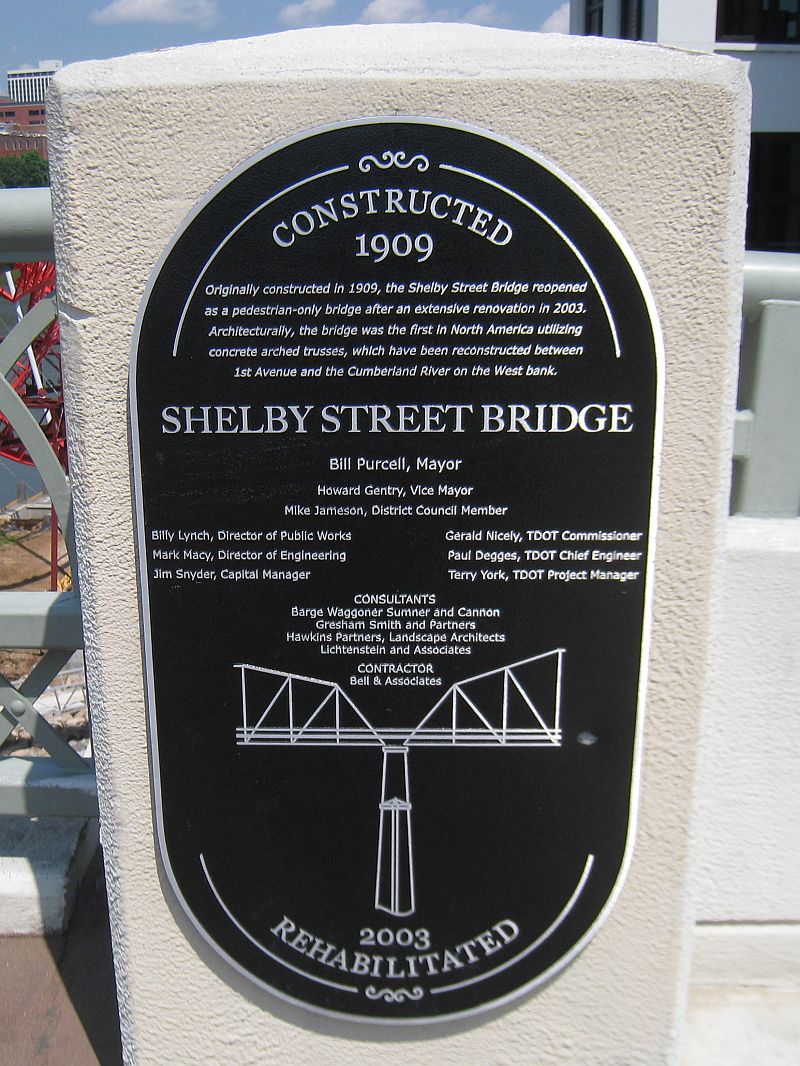 CONSTRUCTED
1909
Originally constructed in 1909, the Shelby Street Bridge reopened
as a pedestrian-only bridge after an extensive renovation in 2003.
Architecturally, the bridge was the first in North America utilizing
concrete arched trusses, which have been reconstructed between
1st Avenue and the Cumberland River on the West bank.
SHELBY STREET BRIDGE
Bill Purcell, Mayor
Howard Gentry, Vice Mayor
Mike Jameson, District Council Member
Billy Lynch, Director of Public Works
Mark Macy, Director of Engineering
Jim Snyder, Capital Manager
Gerald Nicely, TDOT Commissioner
Paul Degges, TDOT Chief Engineer
Terry York, TDOT Project Manager
CONSULTANTS
Barge Waggoner Sumner and Cannon
Gresham Smith and Partners
Hawkins Partners, Landscape Architects
Lichtenstein and Associates
CONTRACTOR
Bell & Associates
2003
REHABILITATED